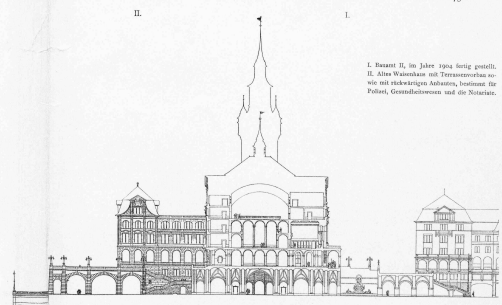 II.
I.
I. Bauamt II, im Jahre 1904 fertig gestellt.
II. Altes Waisenhaus mit Terrassenvorbau so-
wie mit rückwärtigen Anbauten, bestimmt für
Polizei, Gesundheitswesen und die Notariate.